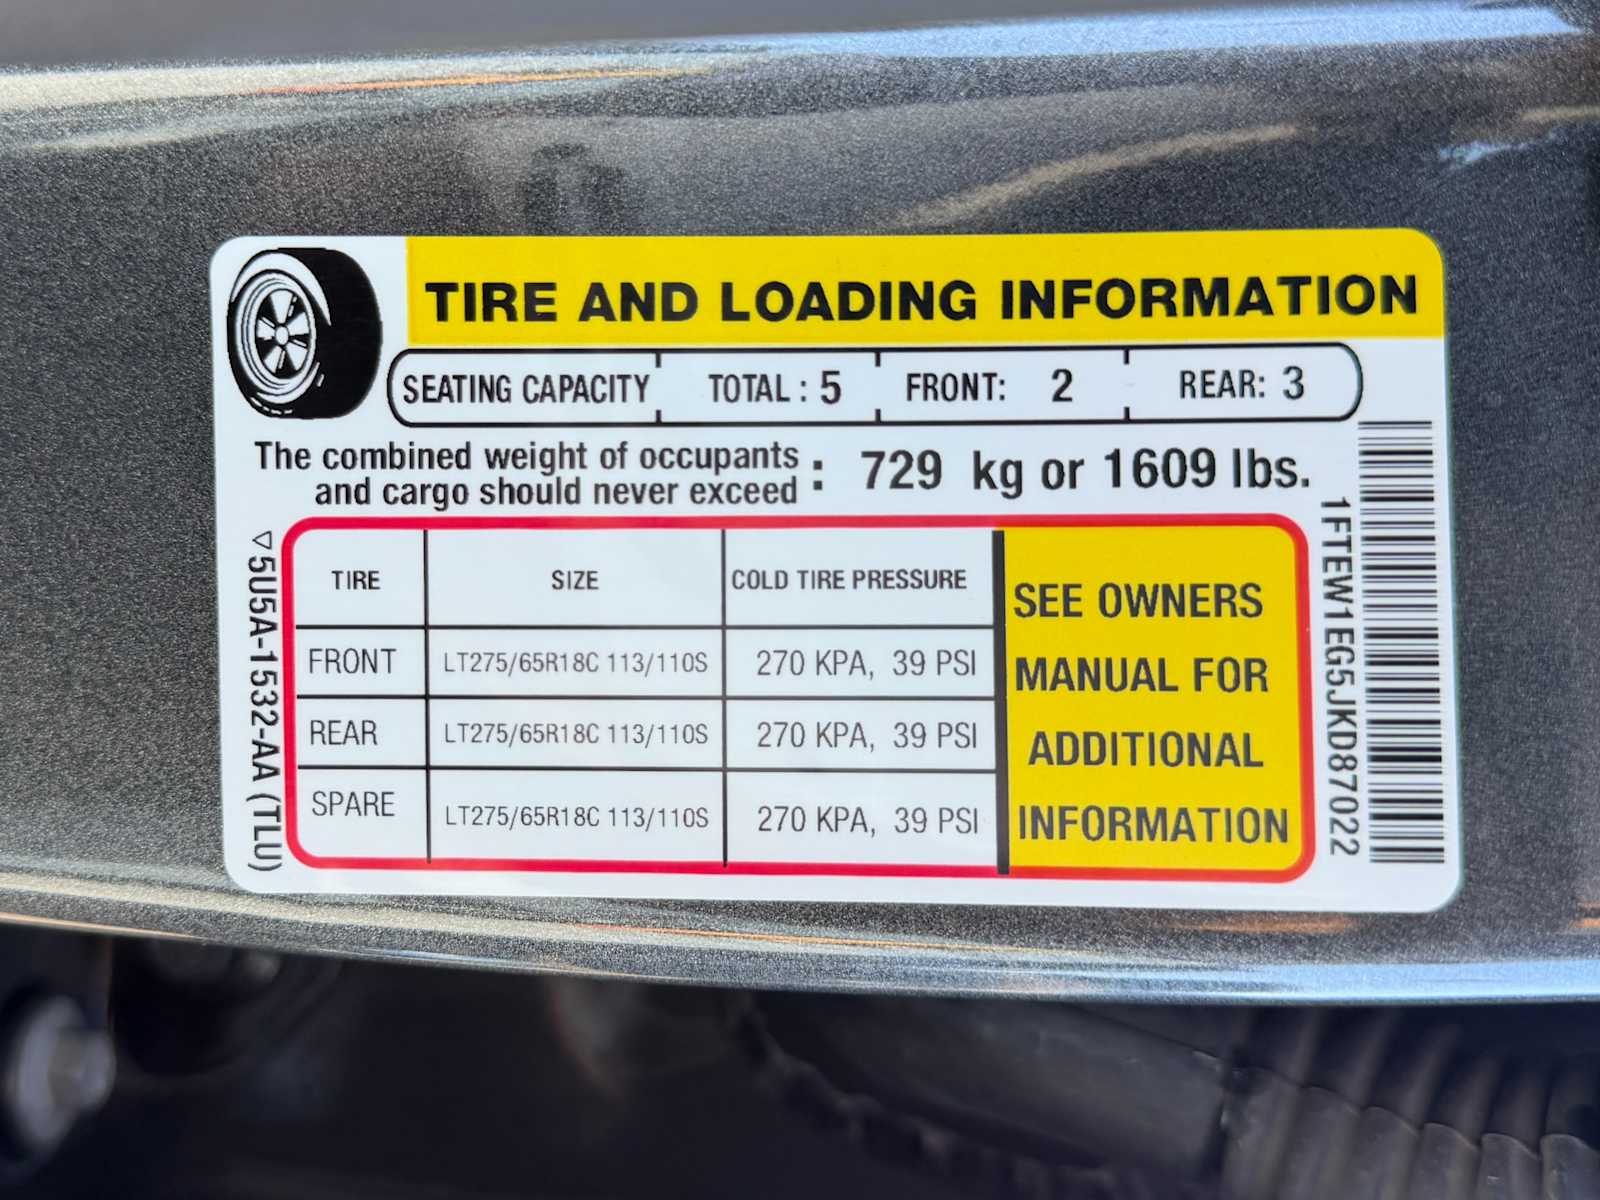 TIRE AND LOADING INFORMATION
SEATING CAPACITY TOTAL : 5 FRONT: 2 REAR: 3
The combined weight of occupants
and cargo should never exceed : 729 kg or 1609 lbs.
TIRE SIZE COLD TIRE PRESSURE
FRONT LT275/65R18C 113/110S 270 KPA, 39 PSI
REAR LT275/65R18C 113/110S 270 KPA, 39 PSI
SPARE LT275/65R18C 113/110S 270 KPA, 39 PSI
SEE OWNERS
MANUAL FOR
ADDITIONAL
INFORMATION
▽5U5A-1532-AA (TLU)
1FTEW1EG5JKD87022